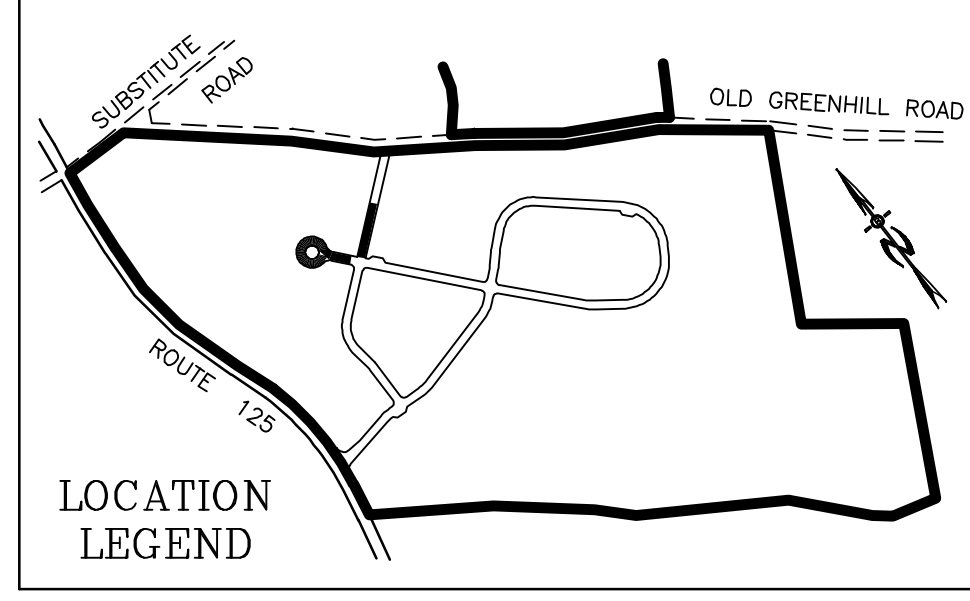 SUBSTITUTE
ROAD
OLD GREENHILL ROAD
N
ROUTE 125
LOCATION
LEGEND